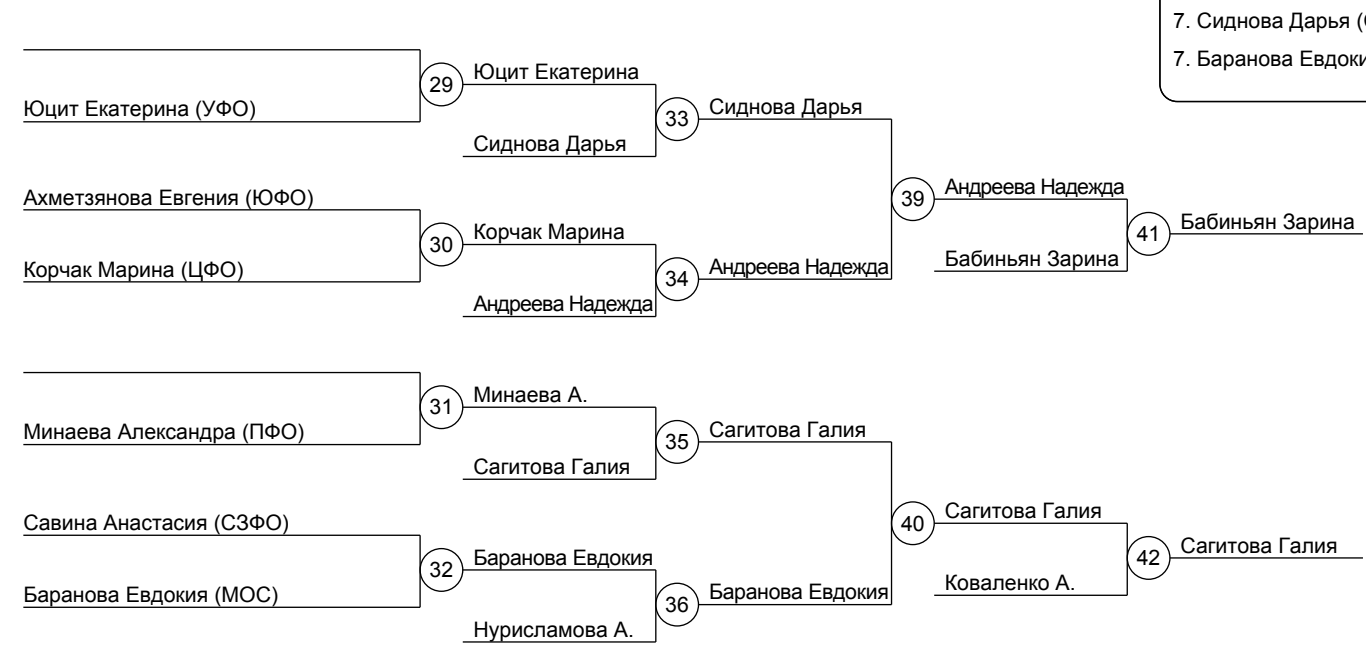 7. Сиднова Дарья (
7. Баранова Евдоки
29
Юцит Екатерина
Юцит Екатерина (УФО)
33
Сиднова Дарья
Сиднова Дарья
Ахметзянова Евгения (ЮФО)
39
Андреева Надежда
30
Корчак Марина
41
Бабиньян Зарина
Корчак Марина (ЦФО)
34
Андреева Надежда
Бабиньян Зарина
Андреева Надежда
31
Минаева А.
Минаева Александра (ПФО)
35
Сагитова Галия
Сагитова Галия
Савина Анастасия (СЗФО)
40
Сагитова Галия
32
Баранова Евдокия
42
Сагитова Галия
Баранова Евдокия (МОС)
36
Баранова Евдокия
Коваленко А.
Нурисламова А.